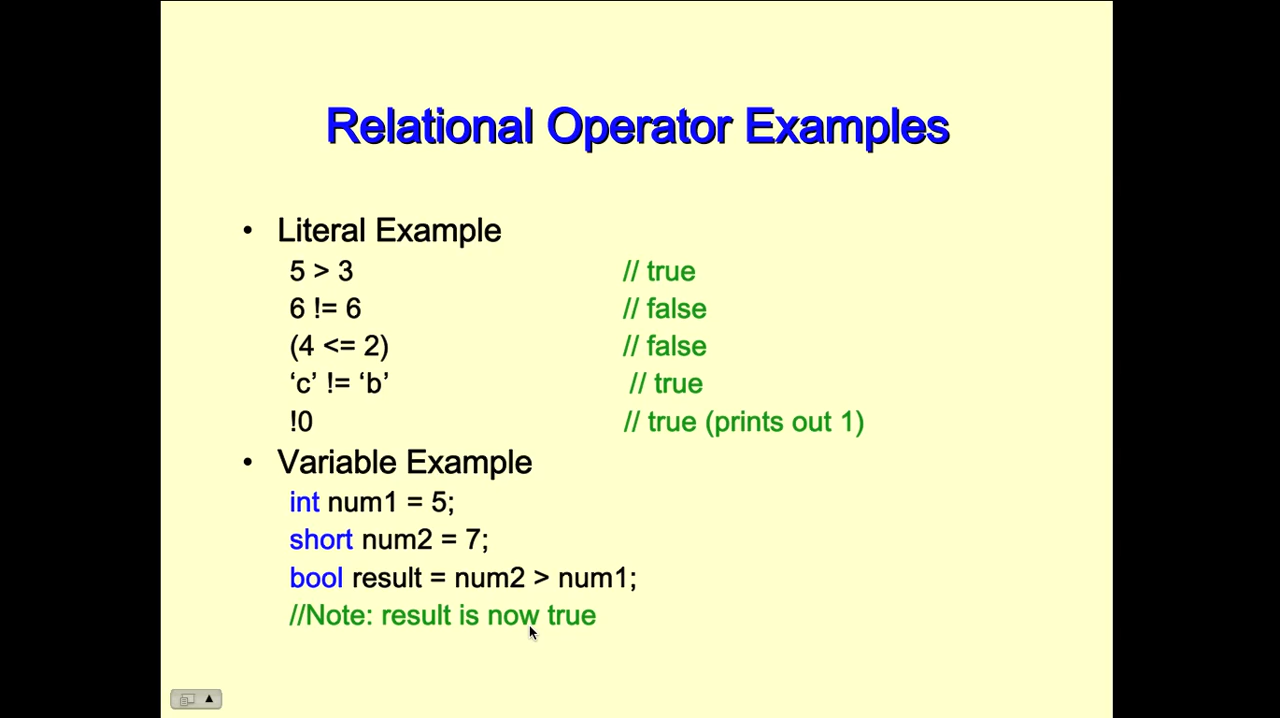 Relational Operator Examples
• Literal Example
5 > 3 // true
6 != 6 // false
(4 <= 2) // false
‘c’ != ‘b’ // true
!0 // true (prints out 1)
• Variable Example
int num1 = 5;
short num2 = 7;
bool result = num2 > num1;
//Note: result is now true